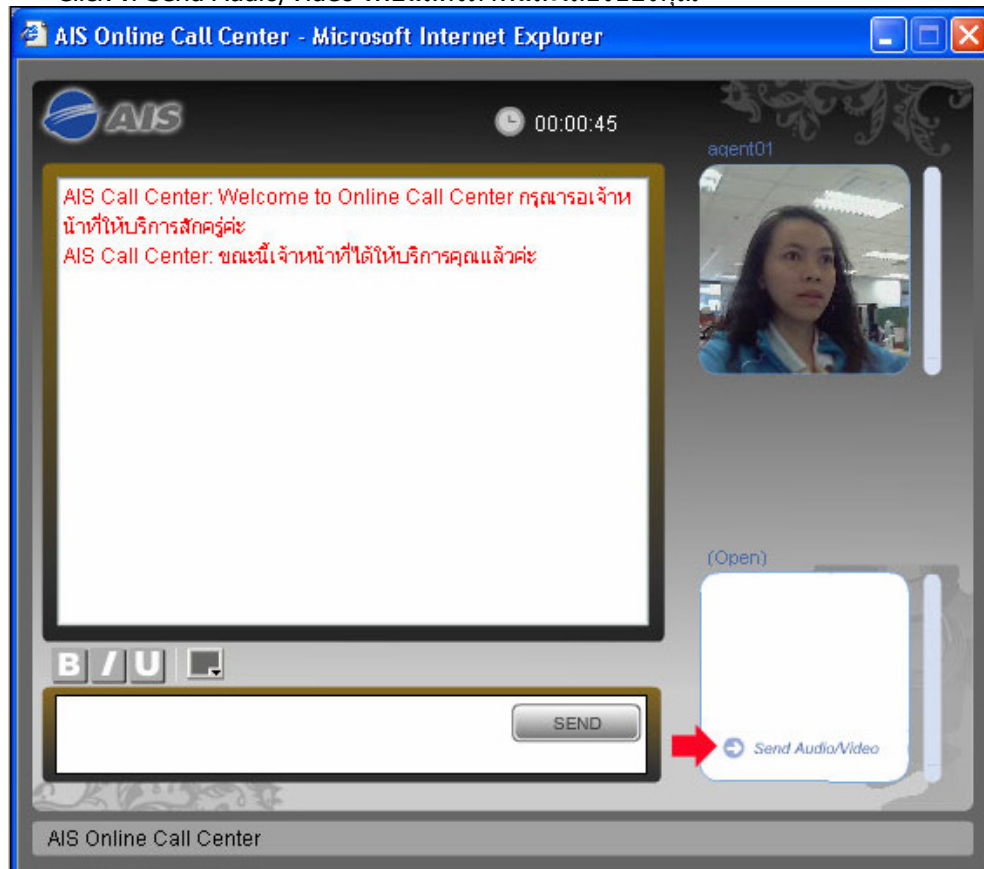 AIS Online Call Center - Microsoft Internet Explorer
AIS
00:00:45
agent01
AIS Call Center: Welcome to Online Call Center กรุณารอเจ้าห
น้าที่ให้บริการสักครู่ค่ะ
AIS Call Center: ขณะนี้เจ้าหน้าที่ได้ให้บริการคุณแล้วค่ะ
(Open)
B I U
SEND
Send Audio/Video
AIS Online Call Center